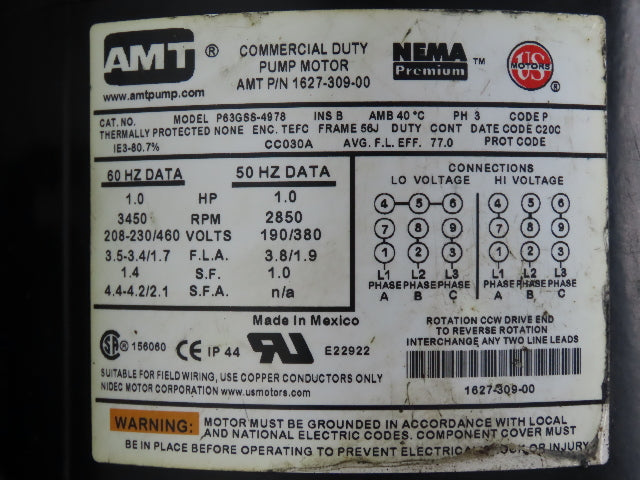 AMT®
www.amtpump.com
COMMERCIAL DUTY
PUMP MOTOR
AMT P/N 1627-309-00
NEMA™
Premium
US
MOTORS
®
CAT. NO. MODEL P63GSS-4978 INS B AMB 40 °C PH 3 CODE P
THERMALLY PROTECTED NONE ENC. TEFC FRAME 56J DUTY CONT DATE CODE C20C
IE3-80.7% CC030A AVG. F.L. EFF. 77.0 PROT CODE
60 HZ DATA 50 HZ DATA
1.0 HP 1.0
3450 RPM 2850
208-230/460 VOLTS 190/380
3.5-3.4/1.7 F.L.A. 3.8/1.9
1.4 S.F. 1.0
4.4-4.2/2.1 S.F.A. n/a
CONNECTIONS
LO VOLTAGE HI VOLTAGE
4 5 6 4 5 6
7 8 9 7 8 9
1 2 3 1 2 3
L1 L2 L3 L1 L2 L3
PHASE PHASE PHASE PHASE PHASE PHASE
A B C A B C
Made in Mexico
SA ® 156060 CE IP 44 RU E22922
SUITABLE FOR FIELD WIRING, USE COPPER CONDUCTORS ONLY
NIDEC MOTOR CORPORATION www.usmotors.com
ROTATION CCW DRIVE END
TO REVERSE ROTATION
INTERCHANGE ANY TWO LINE LEADS
1627-309-00
WARNING: MOTOR MUST BE GROUNDED IN ACCORDANCE WITH LOCAL
AND NATIONAL ELECTRIC CODES. COMPONENT COVER MUST
BE IN PLACE BEFORE OPERATING TO PREVENT ELECTRICAL SHOCK OR INJURY